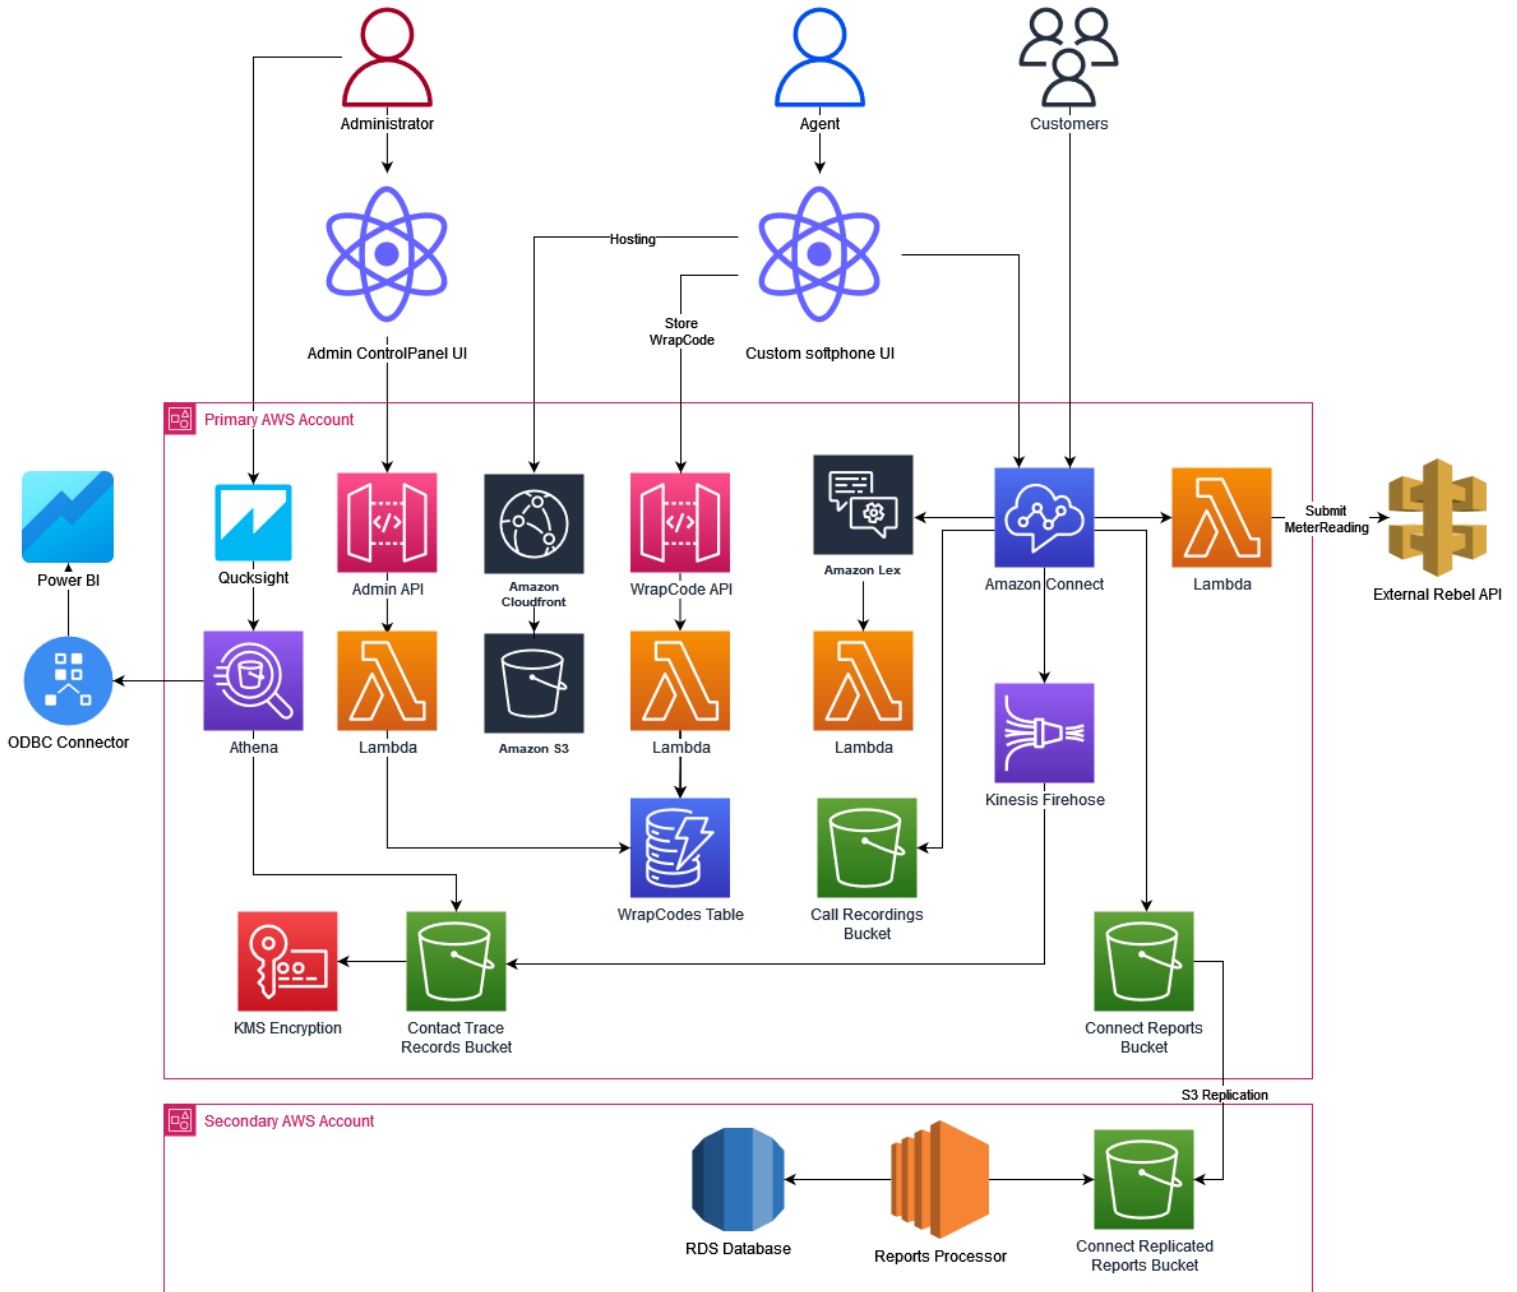 Administrator
Agent
Customers
Hosting
Store
WrapCode
Admin ControlPanel UI
Custom softphone UI
Primary AWS Account
Power BI
Qucksight
Admin API
Amazon
Cloudfront
WrapCode API
Amazon Lex
Amazon Connect
Lambda
Submit
MeterReading
External Rebel API
ODBC Connector
Athena
Lambda
Amazon S3
Lambda
Lambda
Kinesis Firehose
WrapCodes Table
Call Recordings
Bucket
KMS Encryption
Contact Trace
Records Bucket
Connect Reports
Bucket
S3 Replication
Secondary AWS Account
RDS Database
Reports Processor
Connect Replicated
Reports Bucket